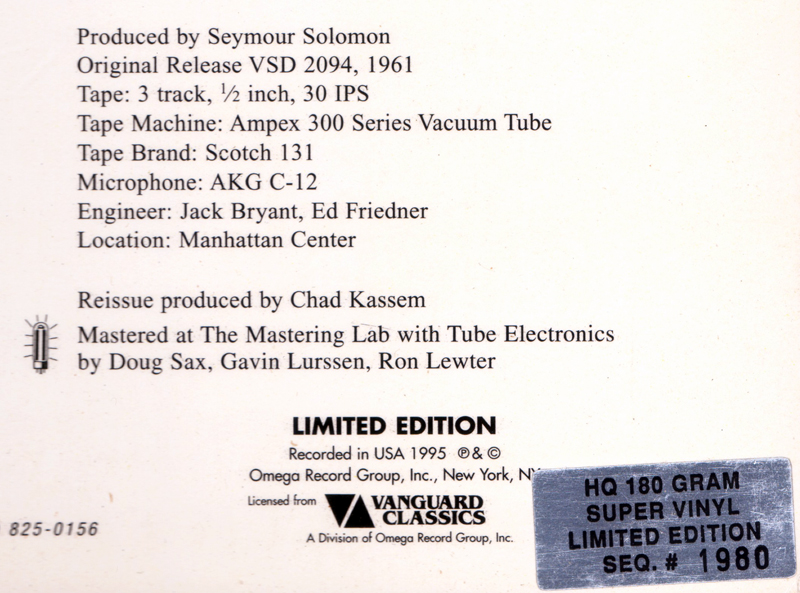 Produced by Seymour Solomon
Original Release VSD 2094, 1961
Tape: 3 track, ½ inch, 30 IPS
Tape Machine: Ampex 300 Series Vacuum Tube
Tape Brand: Scotch 131
Microphone: AKG C-12
Engineer: Jack Bryant, Ed Friedner
Location: Manhattan Center
Reissue produced by Chad Kassem
Mastered at The Mastering Lab with Tube Electronics
by Doug Sax, Gavin Lurssen, Ron Lewter
LIMITED EDITION
Recorded in USA 1995 ℗ & ©
Omega Record Group, Inc., New York, NY
Licensed from VANGUARD
CLASSICS
A Division of Omega Record Group, Inc.
825-0156
HQ 180 GRAM
SUPER VINYL
LIMITED EDITION
SEQ. # 1980